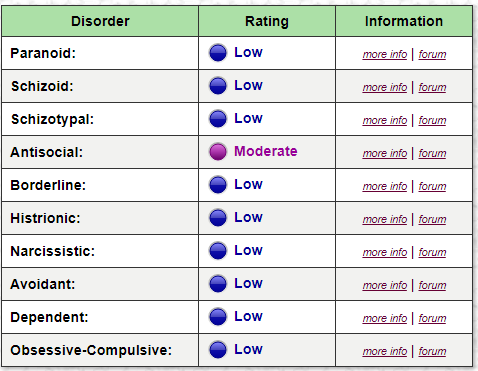 Disorder Rating Information
Paranoid: Low more info | forum
Schizoid: Low more info | forum
Schizotypal: Low more info | forum
Antisocial: Moderate more info | forum
Borderline: Low more info | forum
Histrionic: Low more info | forum
Narcissistic: Low more info | forum
Avoidant: Low more info | forum
Dependent: Low more info | forum
Obsessive-Compulsive: Low more info | forum